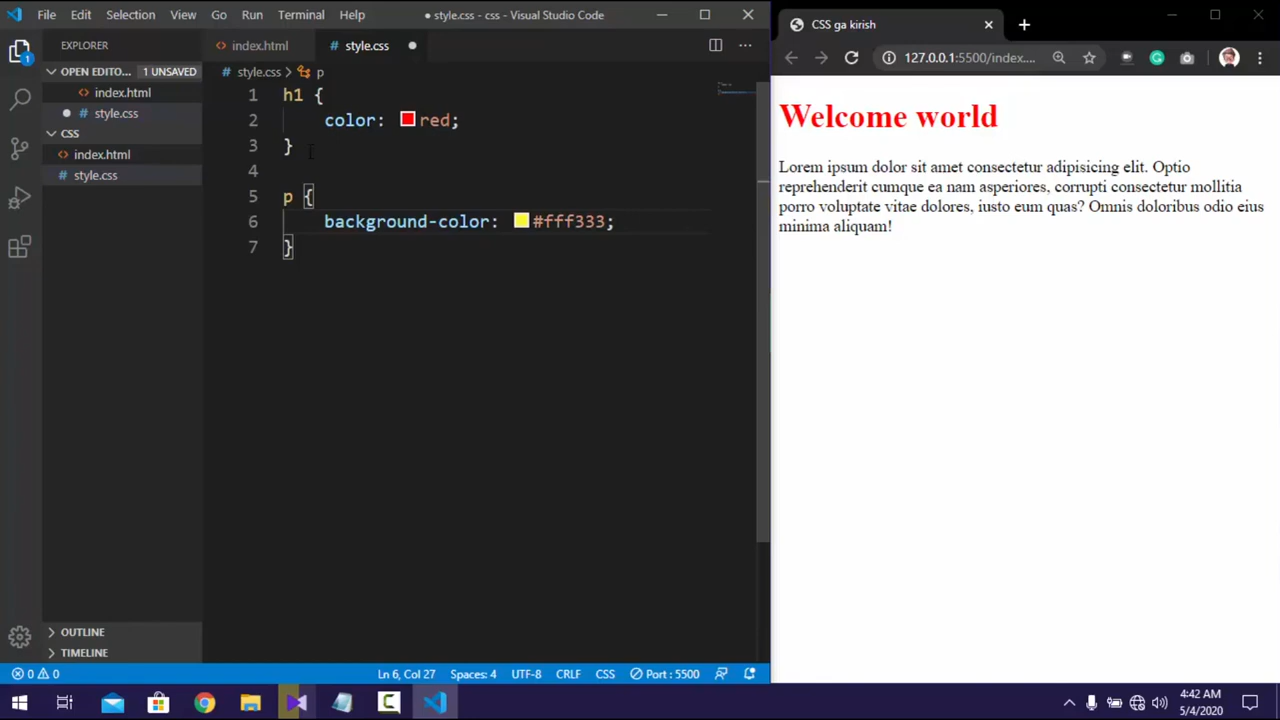 File Edit Selection View Go Run Terminal Help ● style.css - css - Visual Studio Code
EXPLORER
OPEN EDITO... 1 UNSAVED
index.html
style.css
CSS
index.html
style.css
OUTLINE
TIMELINE
index.html style.css
style.css > p
1 h1 {
2 color: red;
3 }
4
5 p {
6 background-color: #fff333;
7 }
0 0 Ln 6, Col 27 Spaces: 4 UTF-8 CRLF CSS Port : 5500
CSS ga kirish
127.0.0.1:5500/index....
Welcome world
Lorem ipsum dolor sit amet consectetur adipisicing elit. Optio
reprehenderit cumque ea nam asperiores, corrupti consectetur mollitia
porro voluptate vitae dolores, iusto eum quas? Omnis doloribus odio eius
minima aliquam!
4:42 AM
5/4/2020